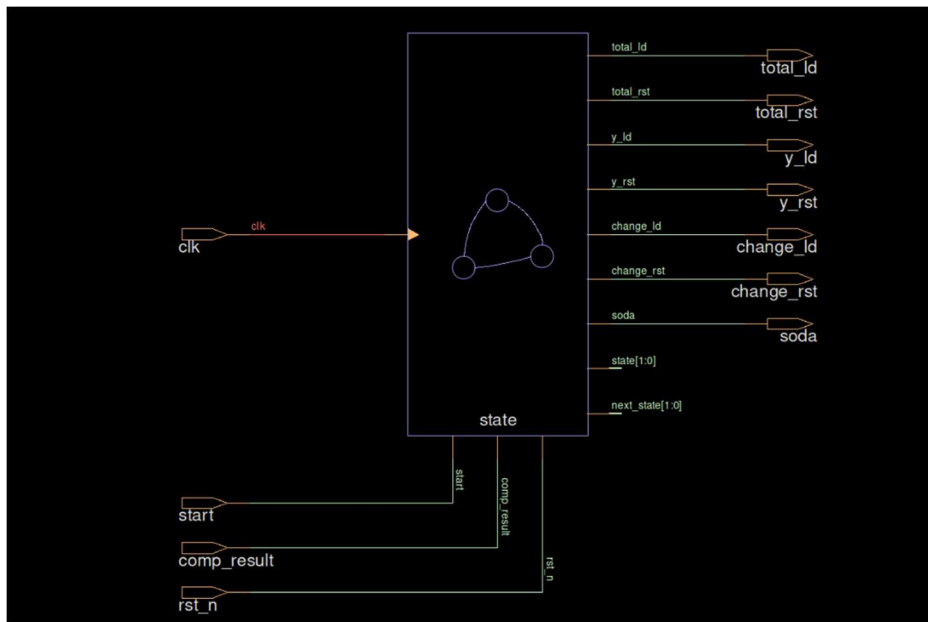 total_ld
total_ld
total_rst
total_rst
y_ld
y_ld
y_rst
y_rst
clk
clk
change_ld
change_ld
change_rst
change_rst
soda
soda
state[1:0]
next_state[1:0]
state
start
start
comp_result
comp_result
rst_n
rst_n